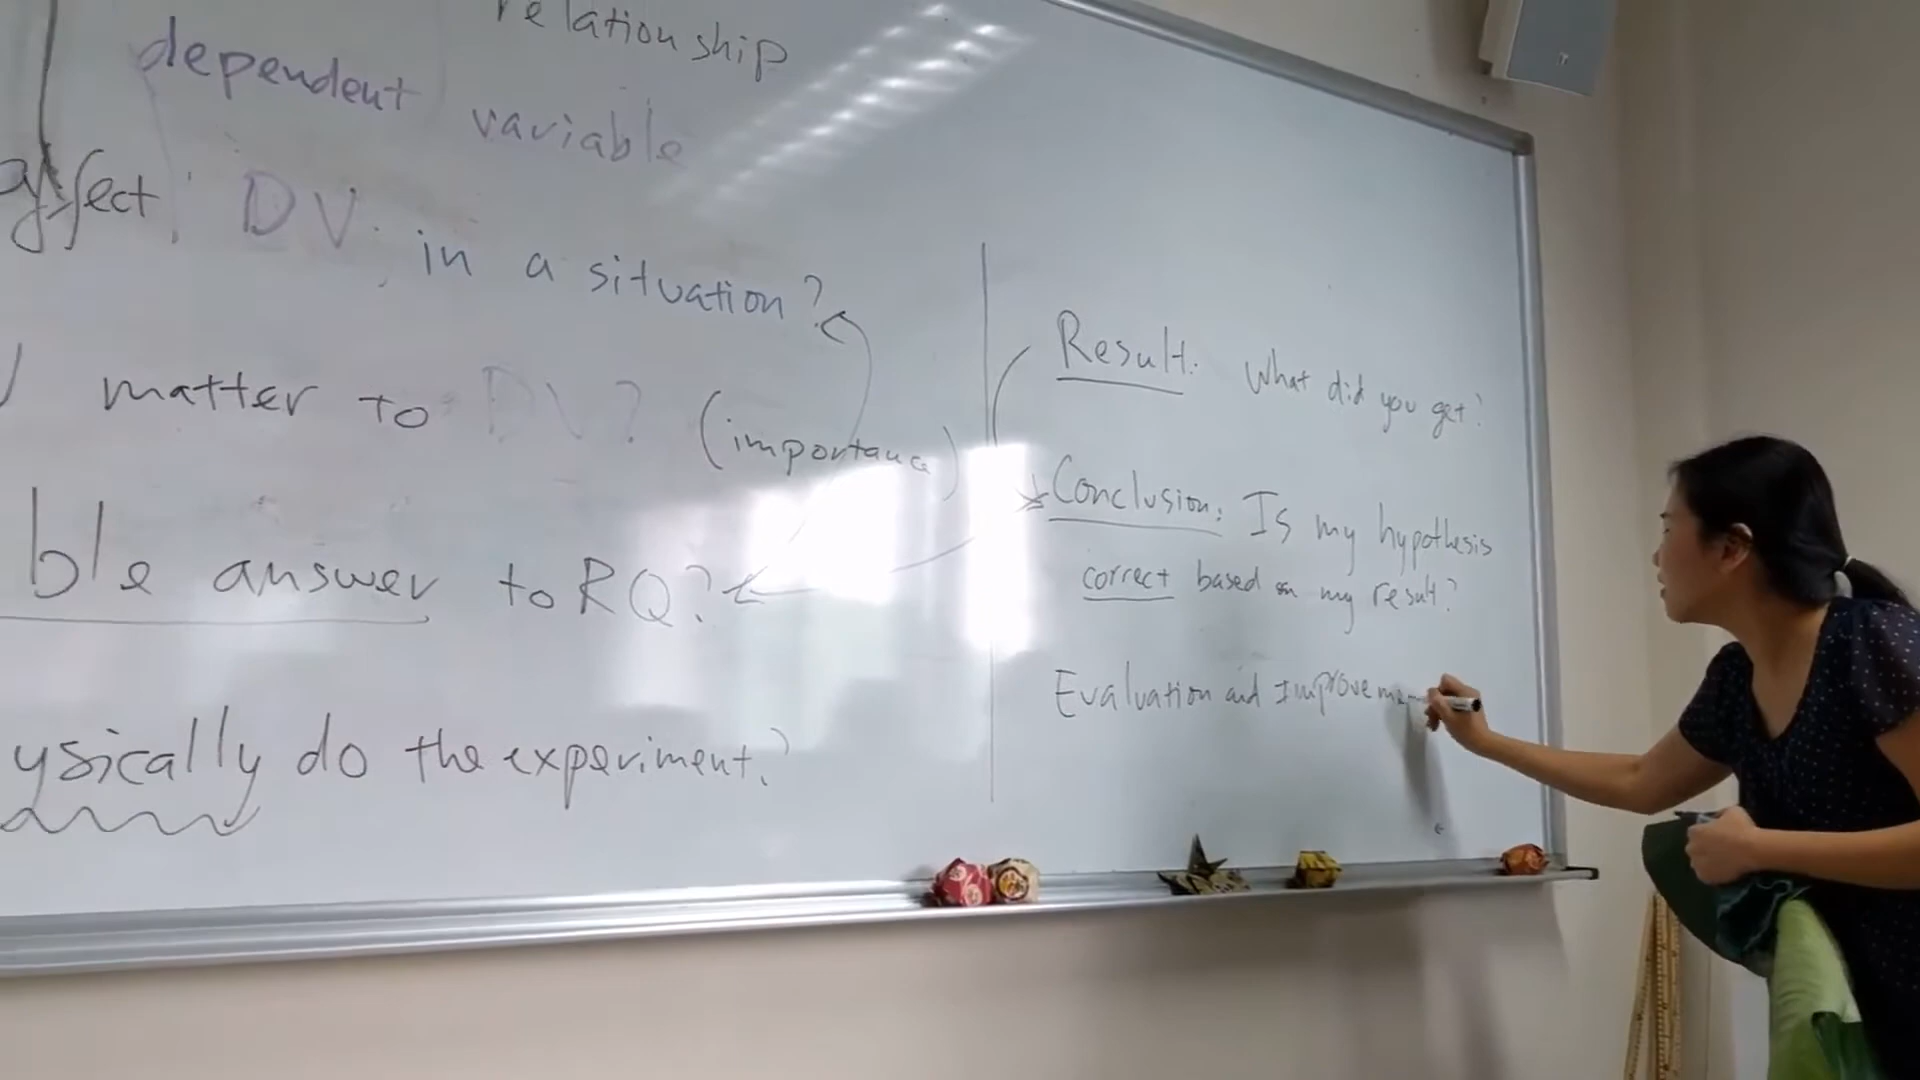 relationship
dependent variable
affect DV in a situation?
matter to DV? (importance)
ble answer to RQ?
ysically do the experiment?
Result: What did you get?
Conclusion: Is my hypothesis
correct based on my result?
Evaluation and Improvem